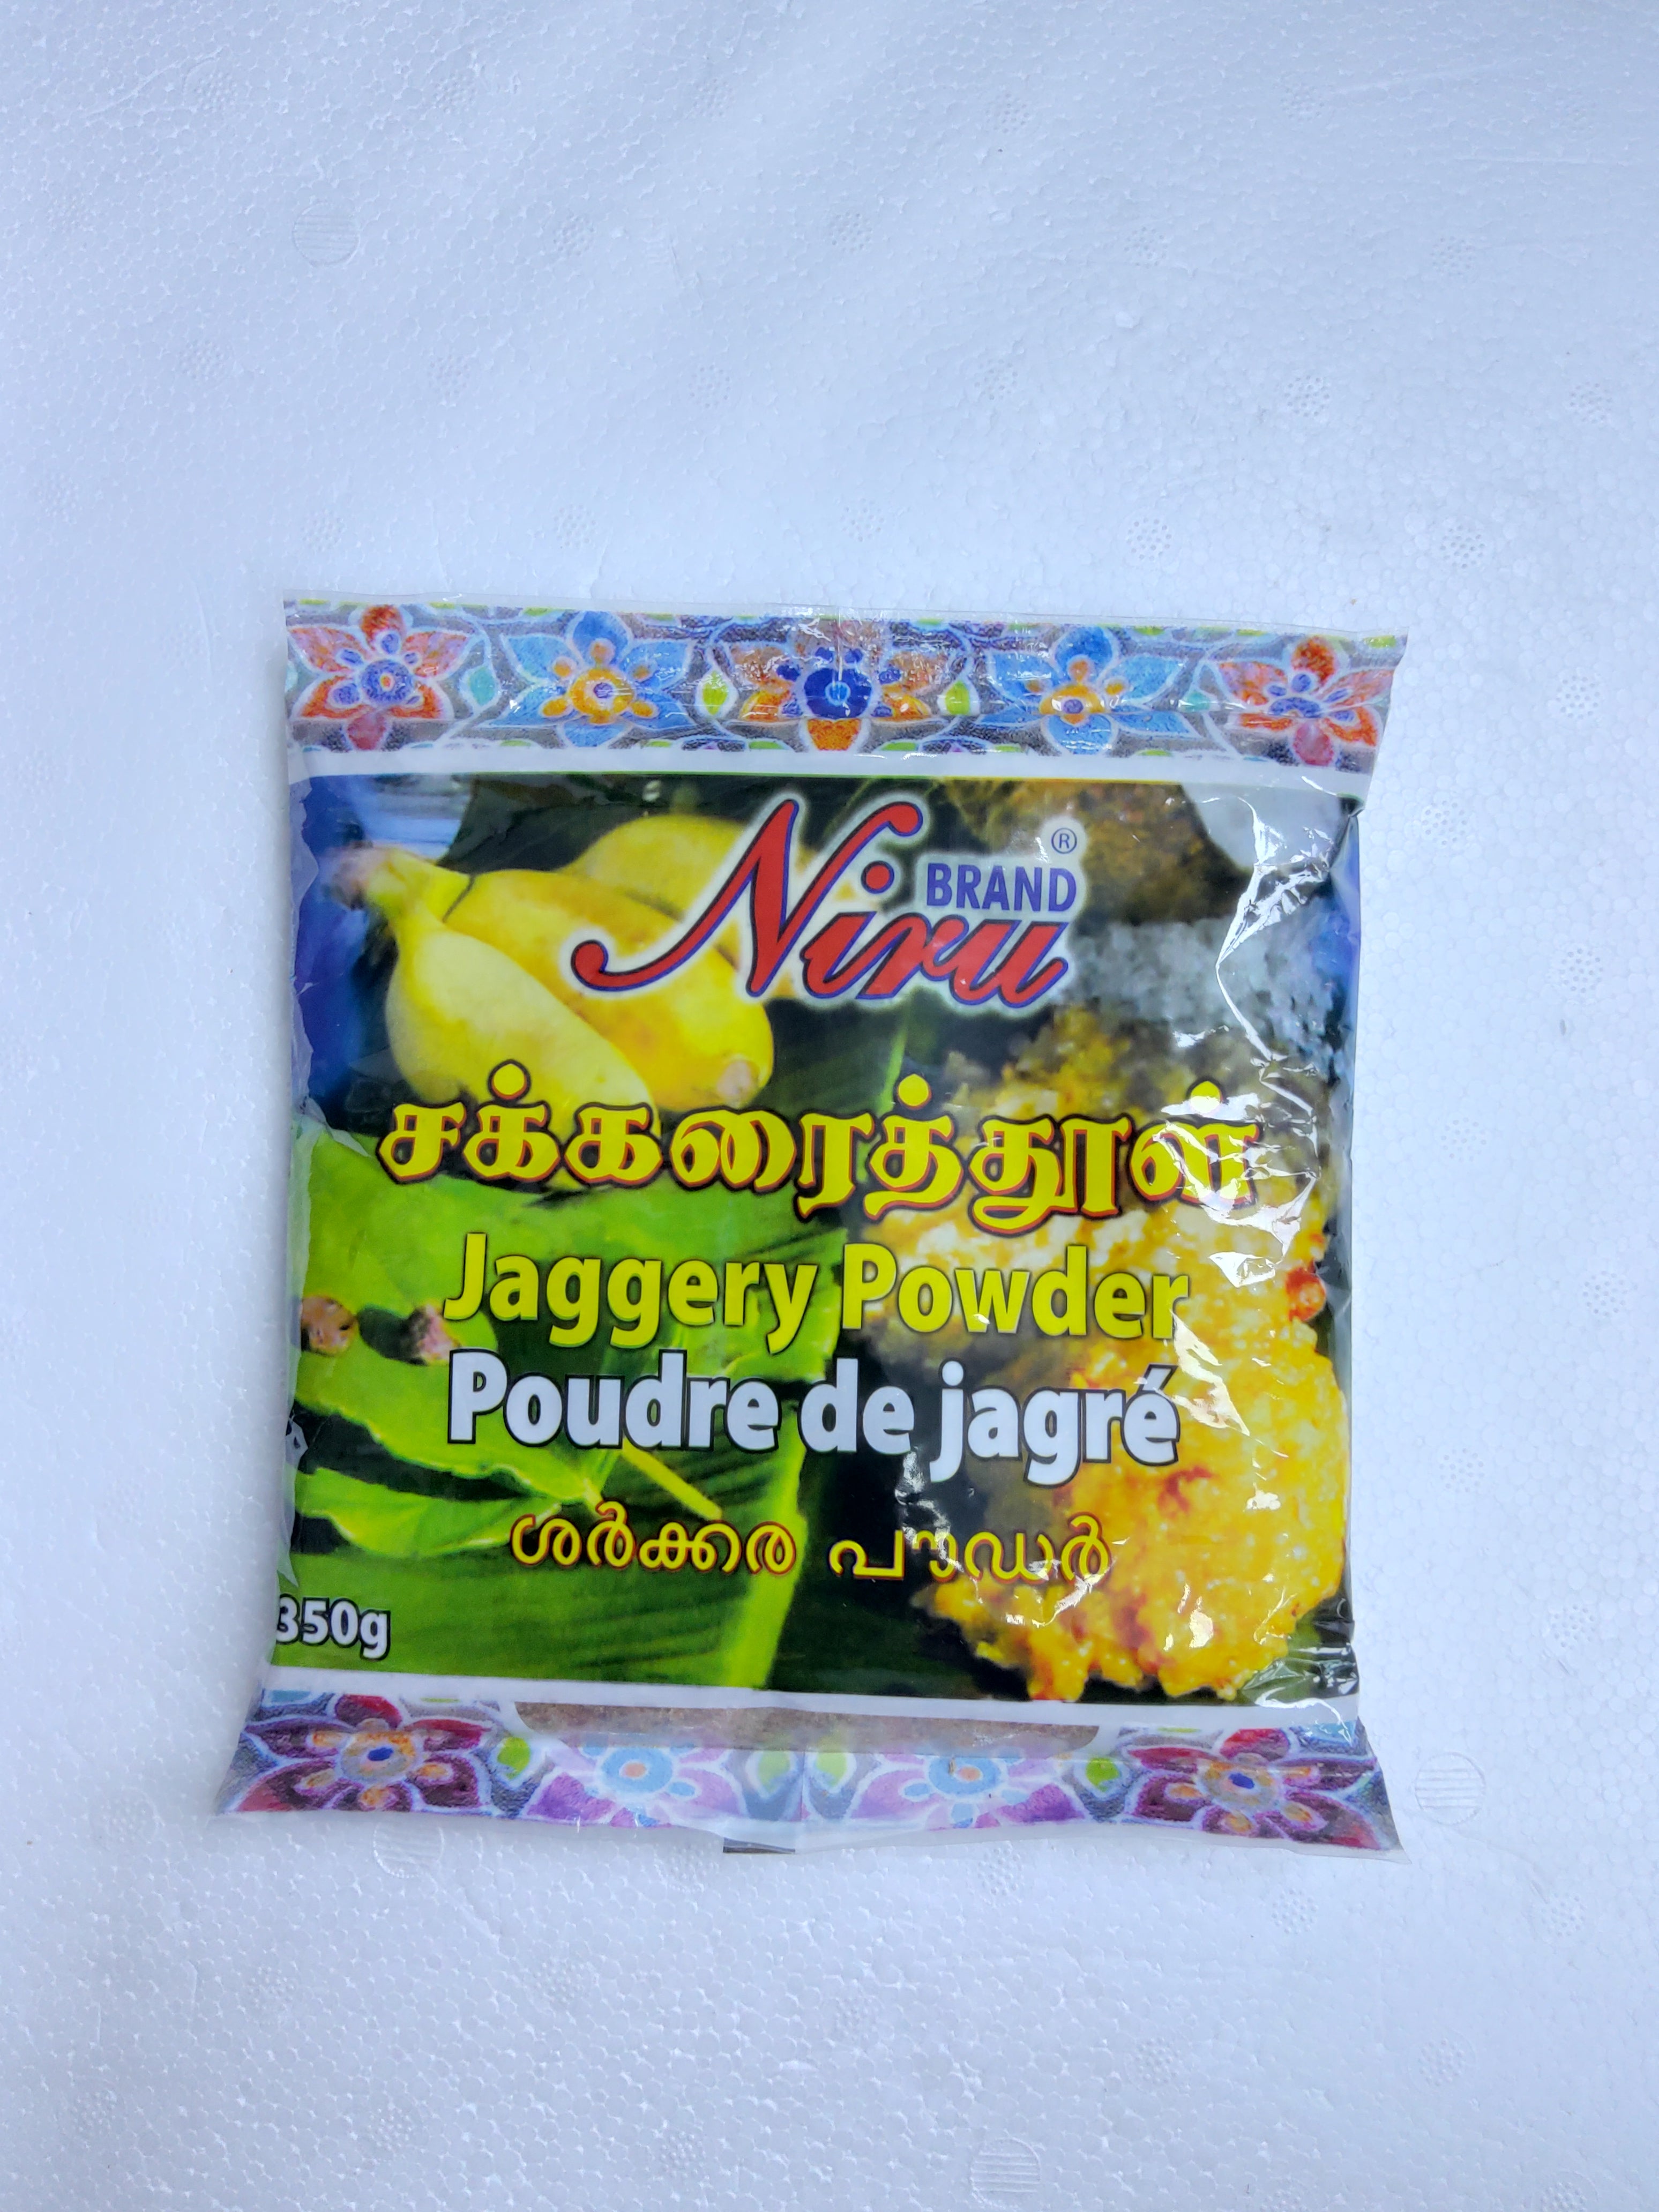 Niru BRAND ®
சக்கரைத்தூள்
Jaggery Powder
Poudre de jagré
ശർക്കര പൗഡർ
350g